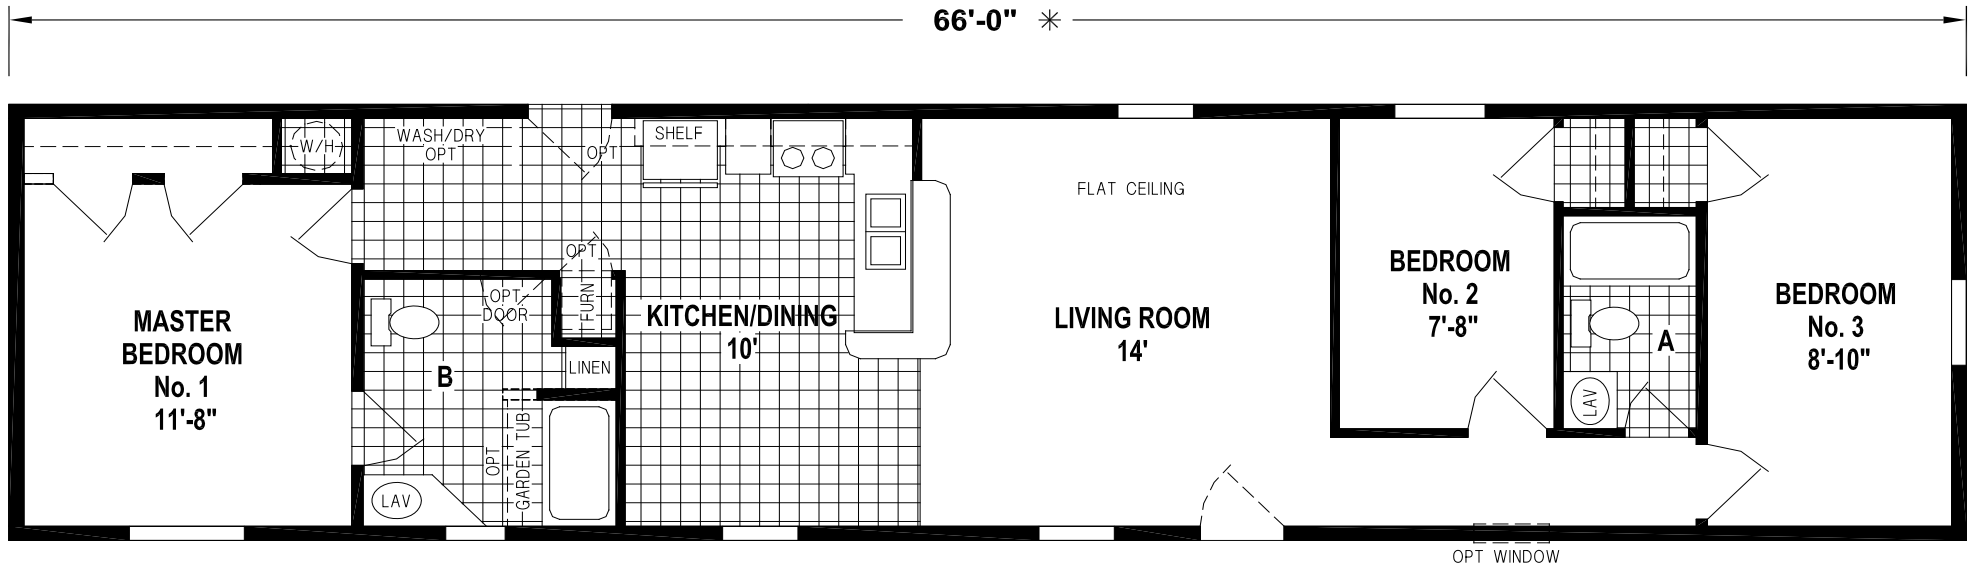 66'-0" ✳
W/H
WASH/DRY
OPT
OPT
SHELF
FLAT CEILING
OPT
FURN
OPT
DOOR
MASTER
BEDROOM
No. 1
11'-8"
B
LINEN
KITCHEN/DINING
10'
LIVING ROOM
14'
BEDROOM
No. 2
7'-8"
A
BEDROOM
No. 3
8'-10"
LAV
OPT
GARDEN TUB
LAV
OPT WINDOW